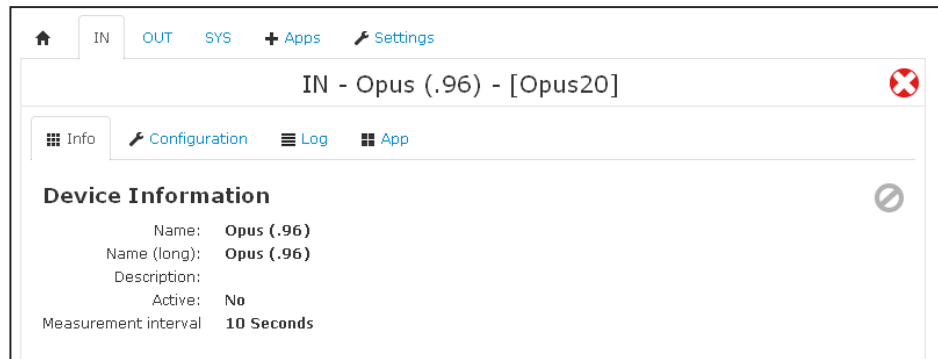 IN OUT SYS Apps Settings
IN - Opus (.96) - [Opus20]
Info Configuration Log App
Device Information
Name: Opus (.96)
Name (long): Opus (.96)
Description:
Active: No
Measurement interval 10 Seconds